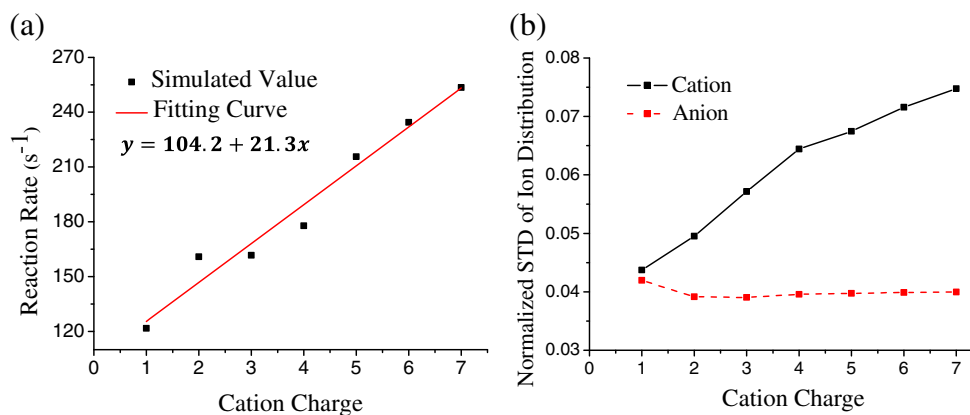 (a)
270
240
210
180
150
120
Reaction Rate (s⁻¹)
Simulated Value
Fitting Curve
y = 104.2 + 21.3x
0 1 2 3 4 5 6 7
Cation Charge
(b)
0.08
0.07
0.06
0.05
0.04
0.03
Normalized STD of Ion Distribution
Cation
Anion
0 1 2 3 4 5 6 7
Cation Charge